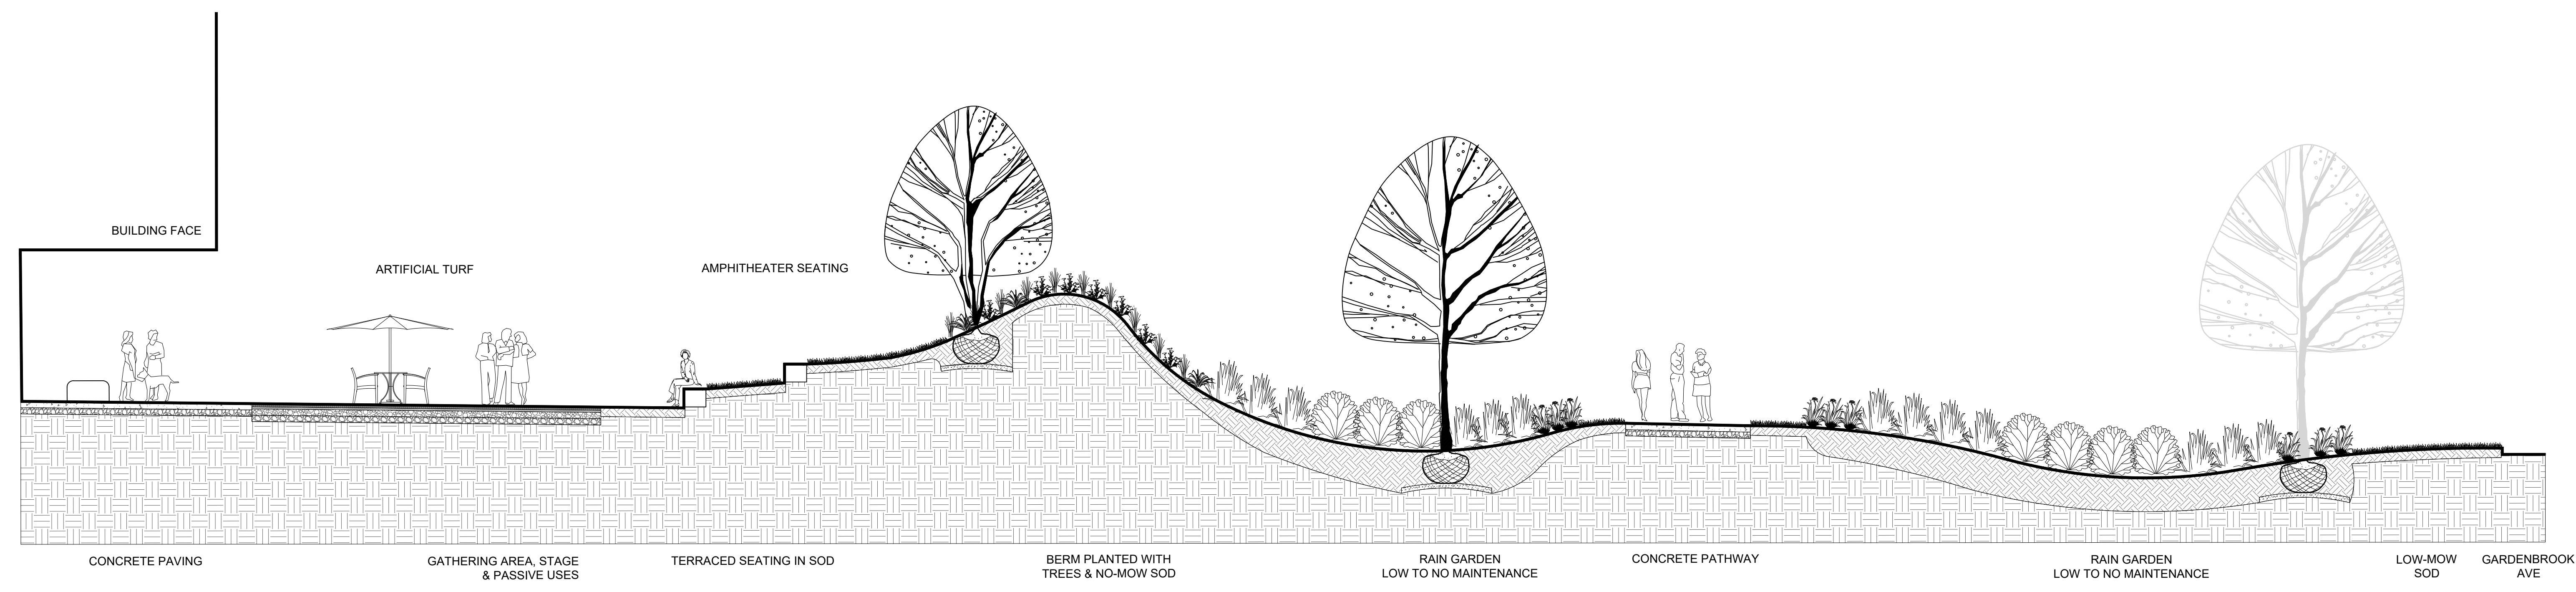 BUILDING FACE
ARTIFICIAL TURF
AMPHITHEATER SEATING
CONCRETE PAVING
GATHERING AREA, STAGE
& PASSIVE USES
TERRACED SEATING IN SOD
BERM PLANTED WITH
TREES & NO-MOW SOD
RAIN GARDEN
LOW TO NO MAINTENANCE
CONCRETE PATHWAY
RAIN GARDEN
LOW TO NO MAINTENANCE
LOW-MOW
SOD
GARDENBROOK
AVE